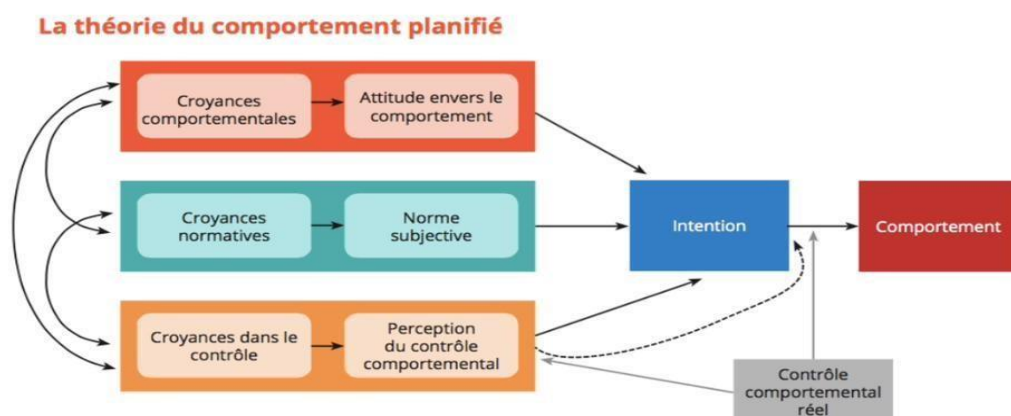 La théorie du comportement planifié
Croyances
comportementales
Attitude envers le
comportement
Croyances
normatives
Norme
subjective
Intention
Comportement
Croyances dans le
contrôle
Perception
du contrôle
comportemental
Contrôle
comportemental
réel